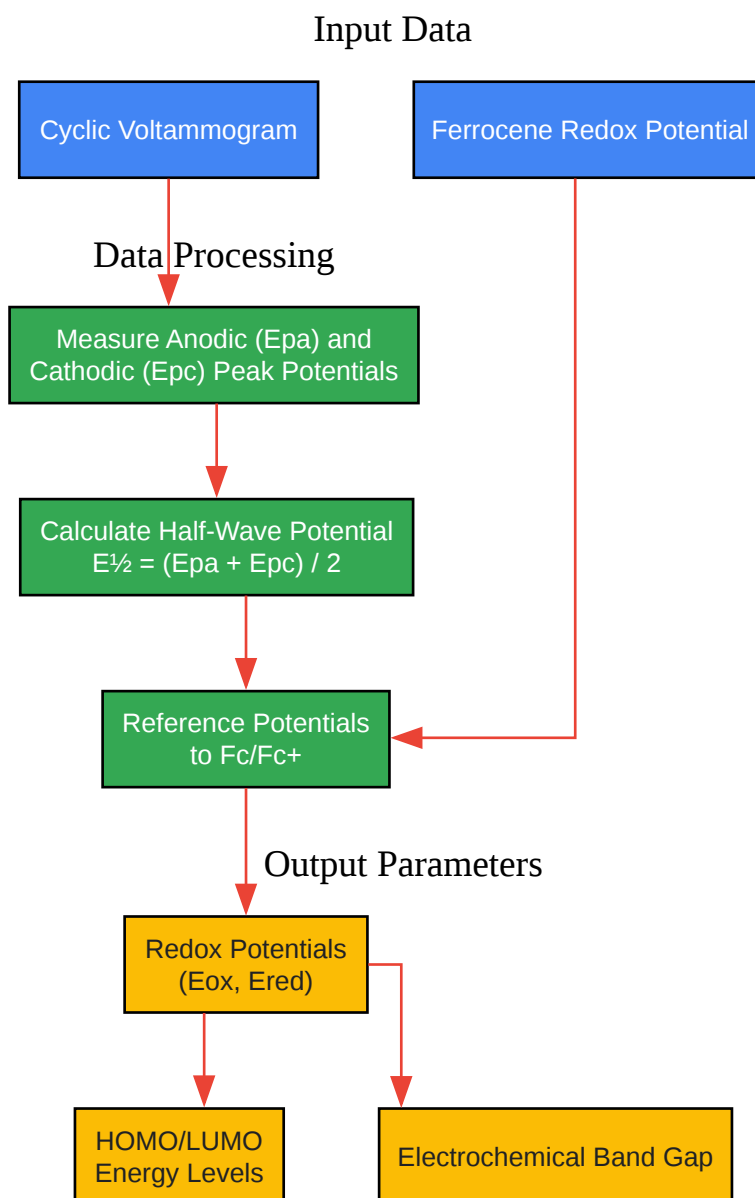 Input Data
Cyclic Voltammogram
Ferrocene Redox Potential
Data Processing
Measure Anodic (Epa) and
Cathodic (Epc) Peak Potentials
Calculate Half-Wave Potential
E½ = (Epa + Epc) / 2
Reference Potentials
to Fc/Fc+
Output Parameters
Redox Potentials
(Eox, Ered)
HOMO/LUMO
Energy Levels
Electrochemical Band Gap